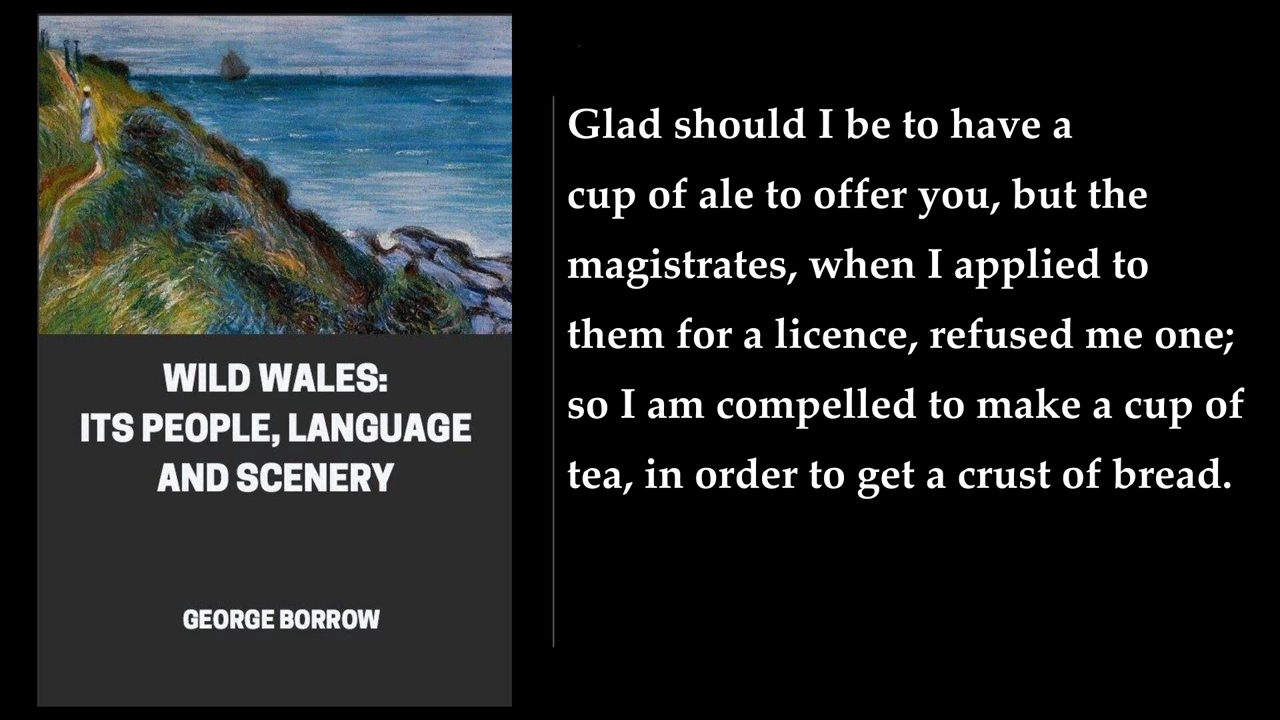 WILD WALES:
ITS PEOPLE, LANGUAGE
AND SCENERY
GEORGE BORROW
Glad should I be to have a
cup of ale to offer you, but the
magistrates, when I applied to
them for a licence, refused me one;
so I am compelled to make a cup of
tea, in order to get a crust of bread.